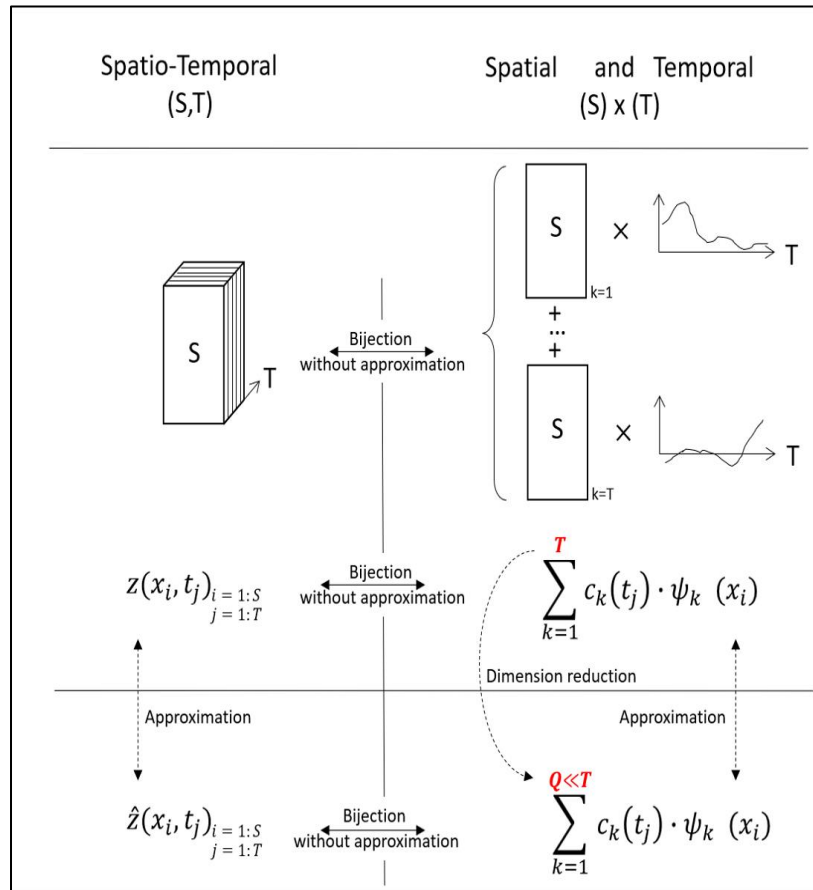 Spatio-Temporal
(S,T)
Spatial and Temporal
(S) x (T)
S
T
Bijection
without approximation
S
k=1
×
T
+
...
+
S
k=T
×
T
z(x_i, t_j)_{i = 1:S
j = 1:T}
Bijection
without approximation
T
∑ c_k(t_j) · ψ_k (x_i)
k=1
Dimension reduction
Approximation
Approximation
ẑ(x_i, t_j)_{i = 1:S
j = 1:T}
Bijection
without approximation
Q≪T
∑ c_k(t_j) · ψ_k (x_i)
k=1